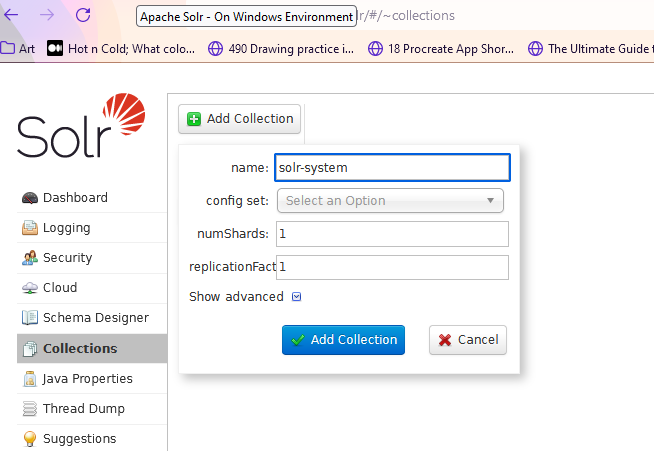 Apache Solr - On Windows Environment r/#/~collections
Art Hot n Cold; What colo... 490 Drawing practice i... 18 Procreate App Shor... The Ultimate Guide t
Solr
Add Collection
name: solr-system
config set: Select an Option
numShards: 1
replicationFact 1
Show advanced
Add Collection Cancel
Dashboard
Logging
Security
Cloud
Schema Designer
Collections
Java Properties
Thread Dump
Suggestions